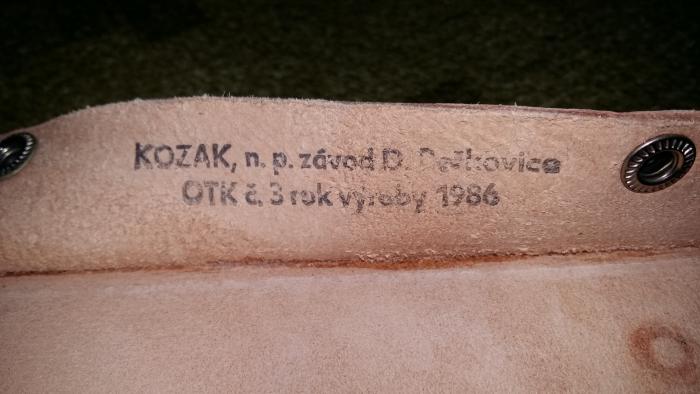 KOZAK, n. p. závod D.
OTK č. 3 rok výroby 1986